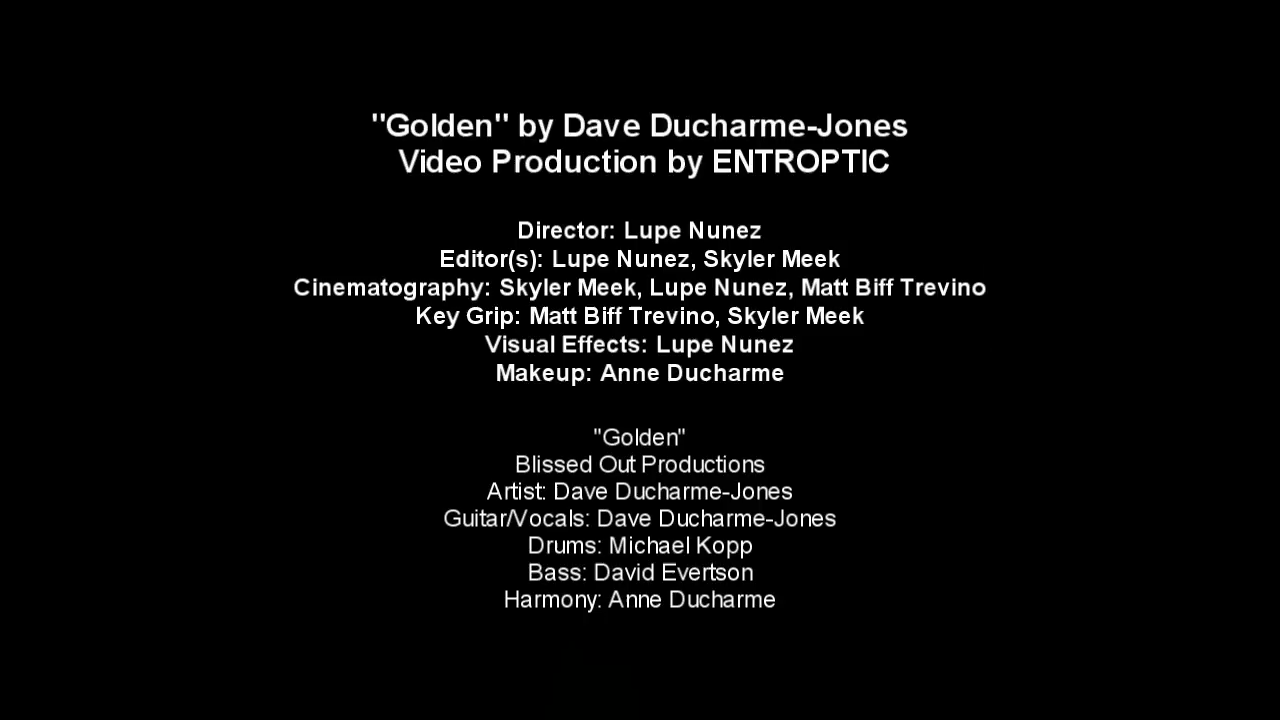 "Golden" by Dave Ducharme-Jones
Video Production by ENTROPTIC
Director: Lupe Nunez
Editor(s): Lupe Nunez, Skyler Meek
Cinematography: Skyler Meek, Lupe Nunez, Matt Biff Trevino
Key Grip: Matt Biff Trevino, Skyler Meek
Visual Effects: Lupe Nunez
Makeup: Anne Ducharme
"Golden"
Blissed Out Productions
Artist: Dave Ducharme-Jones
Guitar/Vocals: Dave Ducharme-Jones
Drums: Michael Kopp
Bass: David Evertson
Harmony: Anne Ducharme